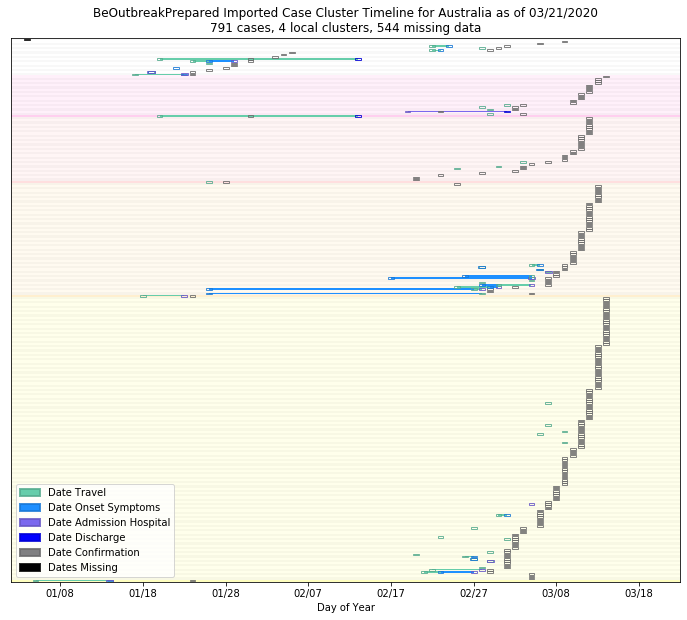 BeOutbreakPrepared Imported Case Cluster Timeline for Australia as of 03/21/2020
791 cases, 4 local clusters, 544 missing data
Date Travel
Date Onset Symptoms
Date Admission Hospital
Date Discharge
Date Confirmation
Dates Missing
01/08 01/18 01/28 02/07 02/17 02/27 03/08 03/18
Day of Year